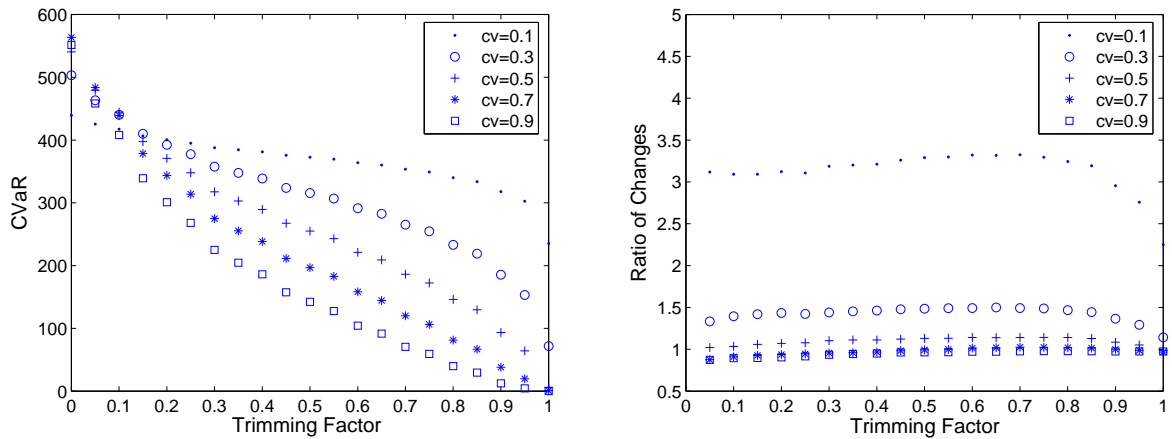 600
500
400
300
200
100
0
CVaR
0 0.1 0.2 0.3 0.4 0.5 0.6 0.7 0.8 0.9 1
Trimming Factor
cv=0.1
cv=0.3
cv=0.5
cv=0.7
cv=0.9
5
4.5
4
3.5
3
2.5
2
1.5
1
0.5
Ratio of Changes
0 0.1 0.2 0.3 0.4 0.5 0.6 0.7 0.8 0.9 1
Trimming Factor
cv=0.1
cv=0.3
cv=0.5
cv=0.7
cv=0.9